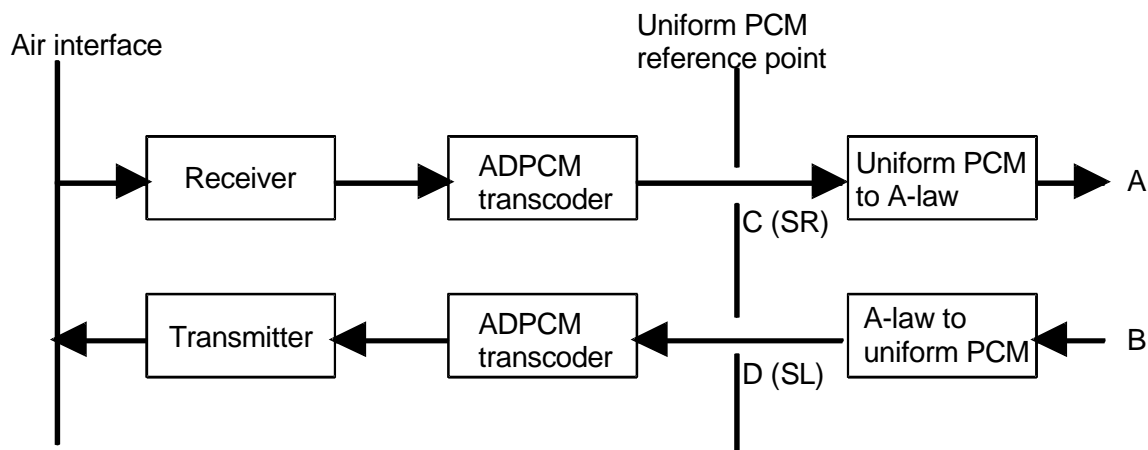 Air interface
Uniform PCM
reference point
Receiver
ADPCM
transcoder
Uniform PCM
to A-law
A
C (SR)
Transmitter
ADPCM
transcoder
A-law to
uniform PCM
B
D (SL)